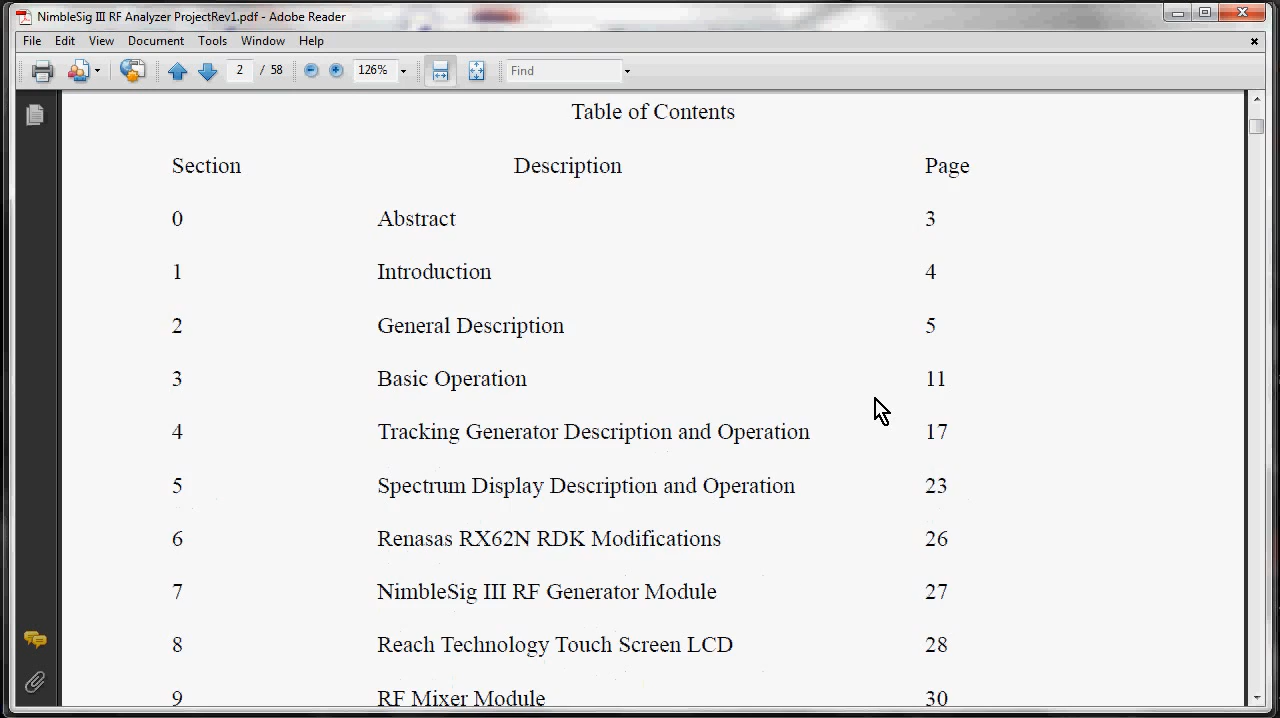 NimbleSig III RF Analyzer ProjectRev1.pdf - Adobe Reader
File Edit View Document Tools Window Help
2 / 58 126% Find
Table of Contents
Section Description Page
0 Abstract 3
1 Introduction 4
2 General Description 5
3 Basic Operation 11
4 Tracking Generator Description and Operation 17
5 Spectrum Display Description and Operation 23
6 Renasas RX62N RDK Modifications 26
7 NimbleSig III RF Generator Module 27
8 Reach Technology Touch Screen LCD 28
9 RF Mixer Module 30